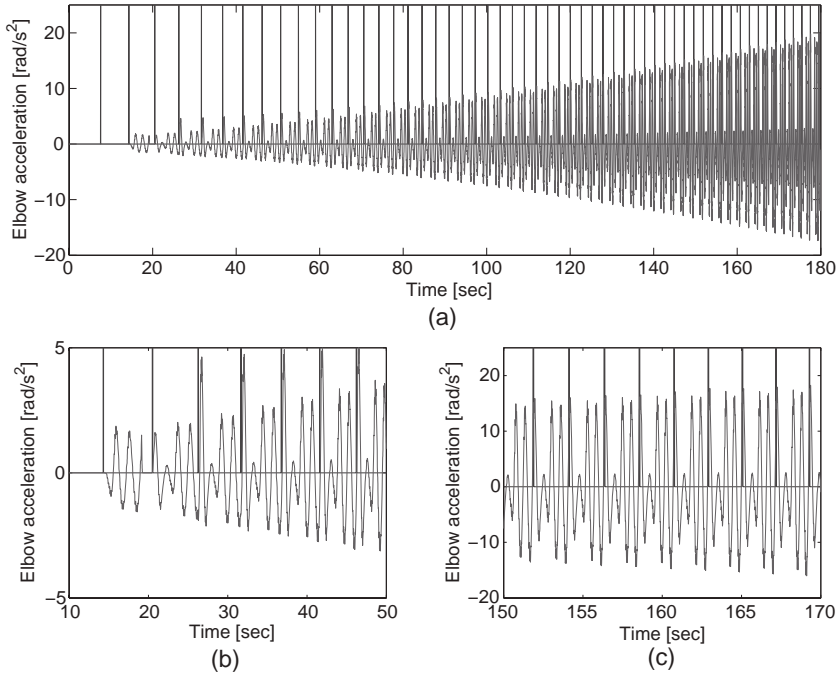 Elbow acceleration [rad/s²]
20
10
0
−10
−20
0 20 40 60 80 100 120 140 160 180
Time [sec]
(a)
Elbow acceleration [rad/s²]
5
0
−5
10 20 30 40 50
Time [sec]
(b)
Elbow acceleration [rad/s²]
20
10
0
−10
−20
150 155 160 165 170
Time [sec]
(c)